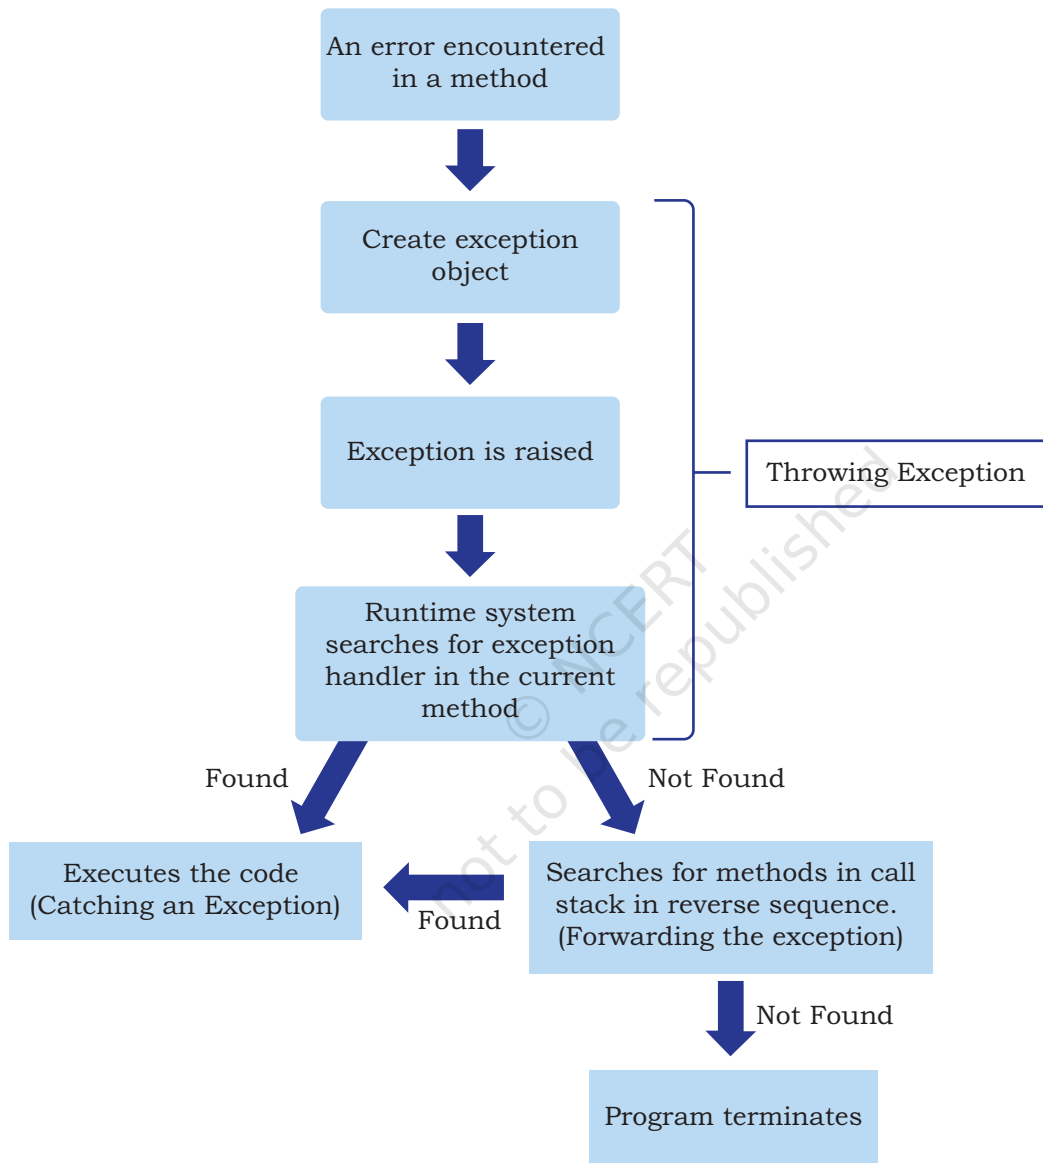 An error encountered
in a method
Create exception
object
Exception is raised
Throwing Exception
Runtime system
searches for exception
handler in the current
method
Found
Not Found
Executes the code
(Catching an Exception)
Found
Searches for methods in call
stack in reverse sequence.
(Forwarding the exception)
Not Found
Program terminates
© NCERT
not to be republished